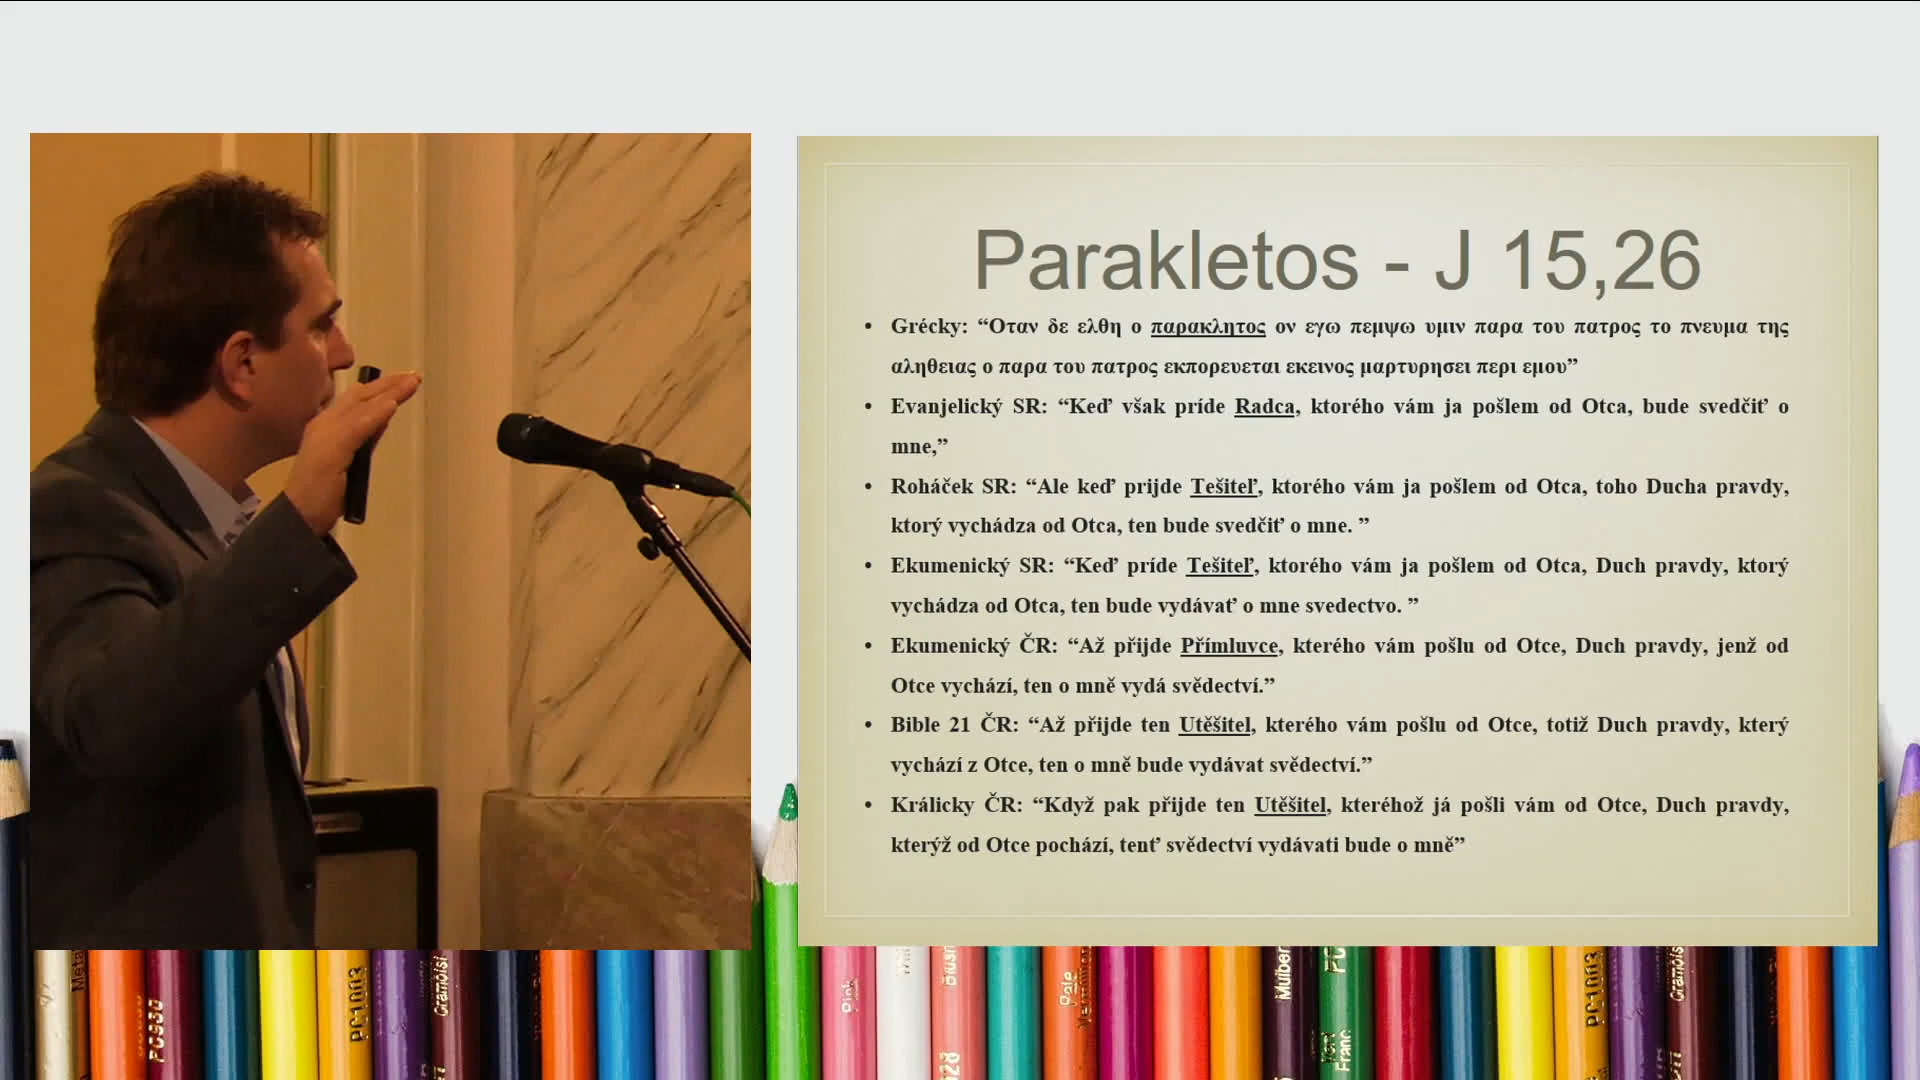 Parakletos - J 15,26
• Grécky: “Οταν δε ελθη ο παρακλητος ον εγω πεμψω υμιν παρα του πατρος το πνευμα της
αληθειας ο παρα του πατρος εκπορευεται εκεινος μαρτυρησει περι εμου”
• Evanjelický SR: “Keď však príde Radca, ktorého vám ja pošlem od Otca, bude svedčiť o
mne,”
• Roháček SR: “Ale keď prijde Tešiteľ, ktorého vám ja pošlem od Otca, toho Ducha pravdy,
ktorý vychádza od Otca, ten bude svedčiť o mne. ”
• Ekumenický SR: “Keď príde Tešiteľ, ktorého vám ja pošlem od Otca, Duch pravdy, ktorý
vychádza od Otca, ten bude vydávať o mne svedectvo. ”
• Ekumenický ČR: “Až přijde Přímluvce, kterého vám pošlu od Otce, Duch pravdy, jenž od
Otce vychází, ten o mně vydá svědectví.”
• Bible 21 ČR: “Až přijde ten Utěšitel, kterého vám pošlu od Otce, totiž Duch pravdy, který
vychází z Otce, ten o mně bude vydávat svědectví.”
• Králicky ČR: “Když pak přijde ten Utěšitel, kteréhož já pošli vám od Otce, Duch pravdy,
kterýž od Otce pochází, tenť svědectví vydávati bude o mně”
PC930
PC1003
Cramoisi
Pink
Pale
Mulber
PC1003